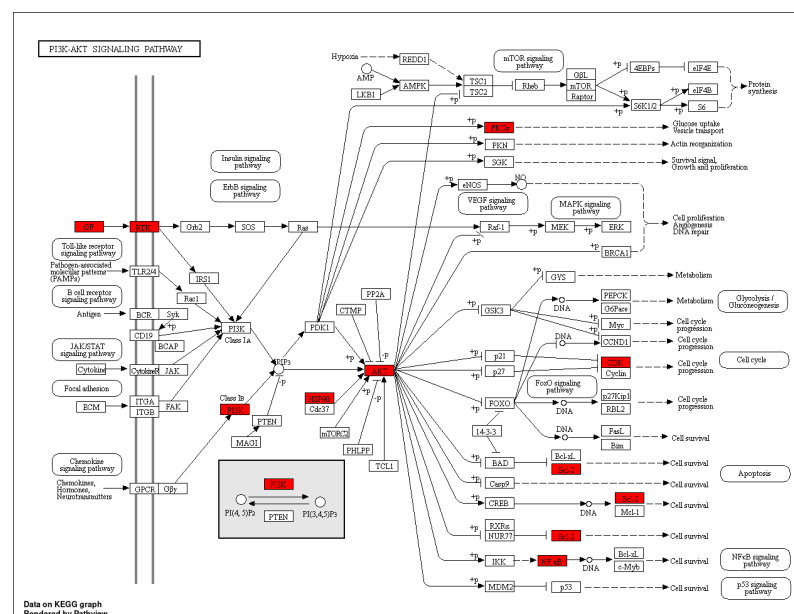 PI3K-AKT SIGNALING PATHWAY
Hypoxia
REDD1
AMP
LKB1
AMPK
TSC1
TSC2
Rheb
mTOR signaling
pathway
GβL
mTOR
Raptor
+p
4EBPs
eIF4E
eIF4B
S6K1/2
S6
Protein
synthesis
PKCs
Glucose uptake
Vesicle transport
PKN
Actin reorganization
SGK
Survival signal,
Growth and proliferation
Insulin signaling
pathway
ErbB signaling
pathway
eNOS
NO
VEGF signaling
pathway
MAPK signaling
pathway
GF
RTK
Grb2
SOS
Ras
Raf-1
MEK
ERK
Cell proliferation
Angiogenesis
DNA repair
BRCA1
Toll-like receptor
signaling pathway
Pathogen-associated
molecular patterns
(PAMPs)
TLR2/4
IRS1
Rac1
B cell receptor
signaling pathway
Antigen
BCR
Syk
CD19
BCAP
PI3K
Class IA
JAK/STAT
signaling pathway
Cytokine
CytokineR
JAK
Focal adhesion
ECM
ITGA
ITGB
FAK
Chemokine
signaling pathway
Chemokines,
Hormones,
Neurotransmitters
GPCR
Gβγ
Class IB
PI3K
PIP3
-p
PTEN
MAGI
PDK1
PP2A
CTMP
HSP90
Cdc37
AKT
mTORC2
PHLPP
TCL1
PI3K
PI(4, 5)P2
PI(3,4,5)P3
PTEN
GYS
Metabolism
GSK3
PEPCK
G6Pase
DNA
Metabolism
Glycolysis /
Gluconeogenesis
Myc
Cell cycle
progression
DNA
CCND1
Cell cycle
progression
p21
p27
CDK
Cyclin
Cell cycle
progression
Cell cycle
FoxO signaling
pathway
FOXO
DNA
p27Kip1
RBL2
Cell cycle
progression
14-3-3
DNA
FasL
Bim
Cell survival
BAD
Bcl-xL
Bcl-2
Cell survival
Casp9
Cell survival
Apoptosis
CREB
DNA
Bcl-2
Mcl-1
Cell survival
RXRα
NUR77
Bcl-2
Cell survival
IKK
NFκB
DNA
Bcl-xL
c-Myb
Cell survival
NFκB signaling
pathway
MDM2
p53
Cell survival
p53 signaling
pathway
Data on KEGG graph
Rendered by Pathview